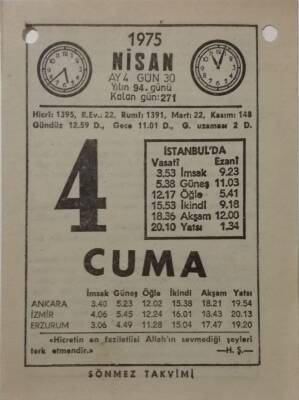 1975
NİSAN
AY 4 GÜN 30
Yılın 94. günü
Kalan gün: 271
Hicrî: 1395, R.Ev.: 22, Rumî: 1391, Mart: 22, Kasım: 148
Gündüz 12.59 D., Gece 11.01 D., G. uzaması 2 D.
4
İSTANBUL'DA
Vasatî Ezanî
3.53 İmsak 9.23
5.38 Güneş 11.03
12.17 Öğle 5.41
15.53 İkindi 9.18
18.36 Akşam 12.00
20.10 Yatsı 1.34
CUMA
İmsak Güneş Öğle İkindi Akşam Yatsı
ANKARA 3.40 5.23 12.02 15.38 18.21 19.54
İZMİR 4.06 5.45 12.24 16.01 18.43 20.13
ERZURUM 3.06 4.49 11.28 15.04 17.47 19.20
«Hicretin en faziletlisi Allah'ın sevmediği şeyleri
terk etmendir.» —H. Ş.—
SÖNMEZ TAKVİMİ